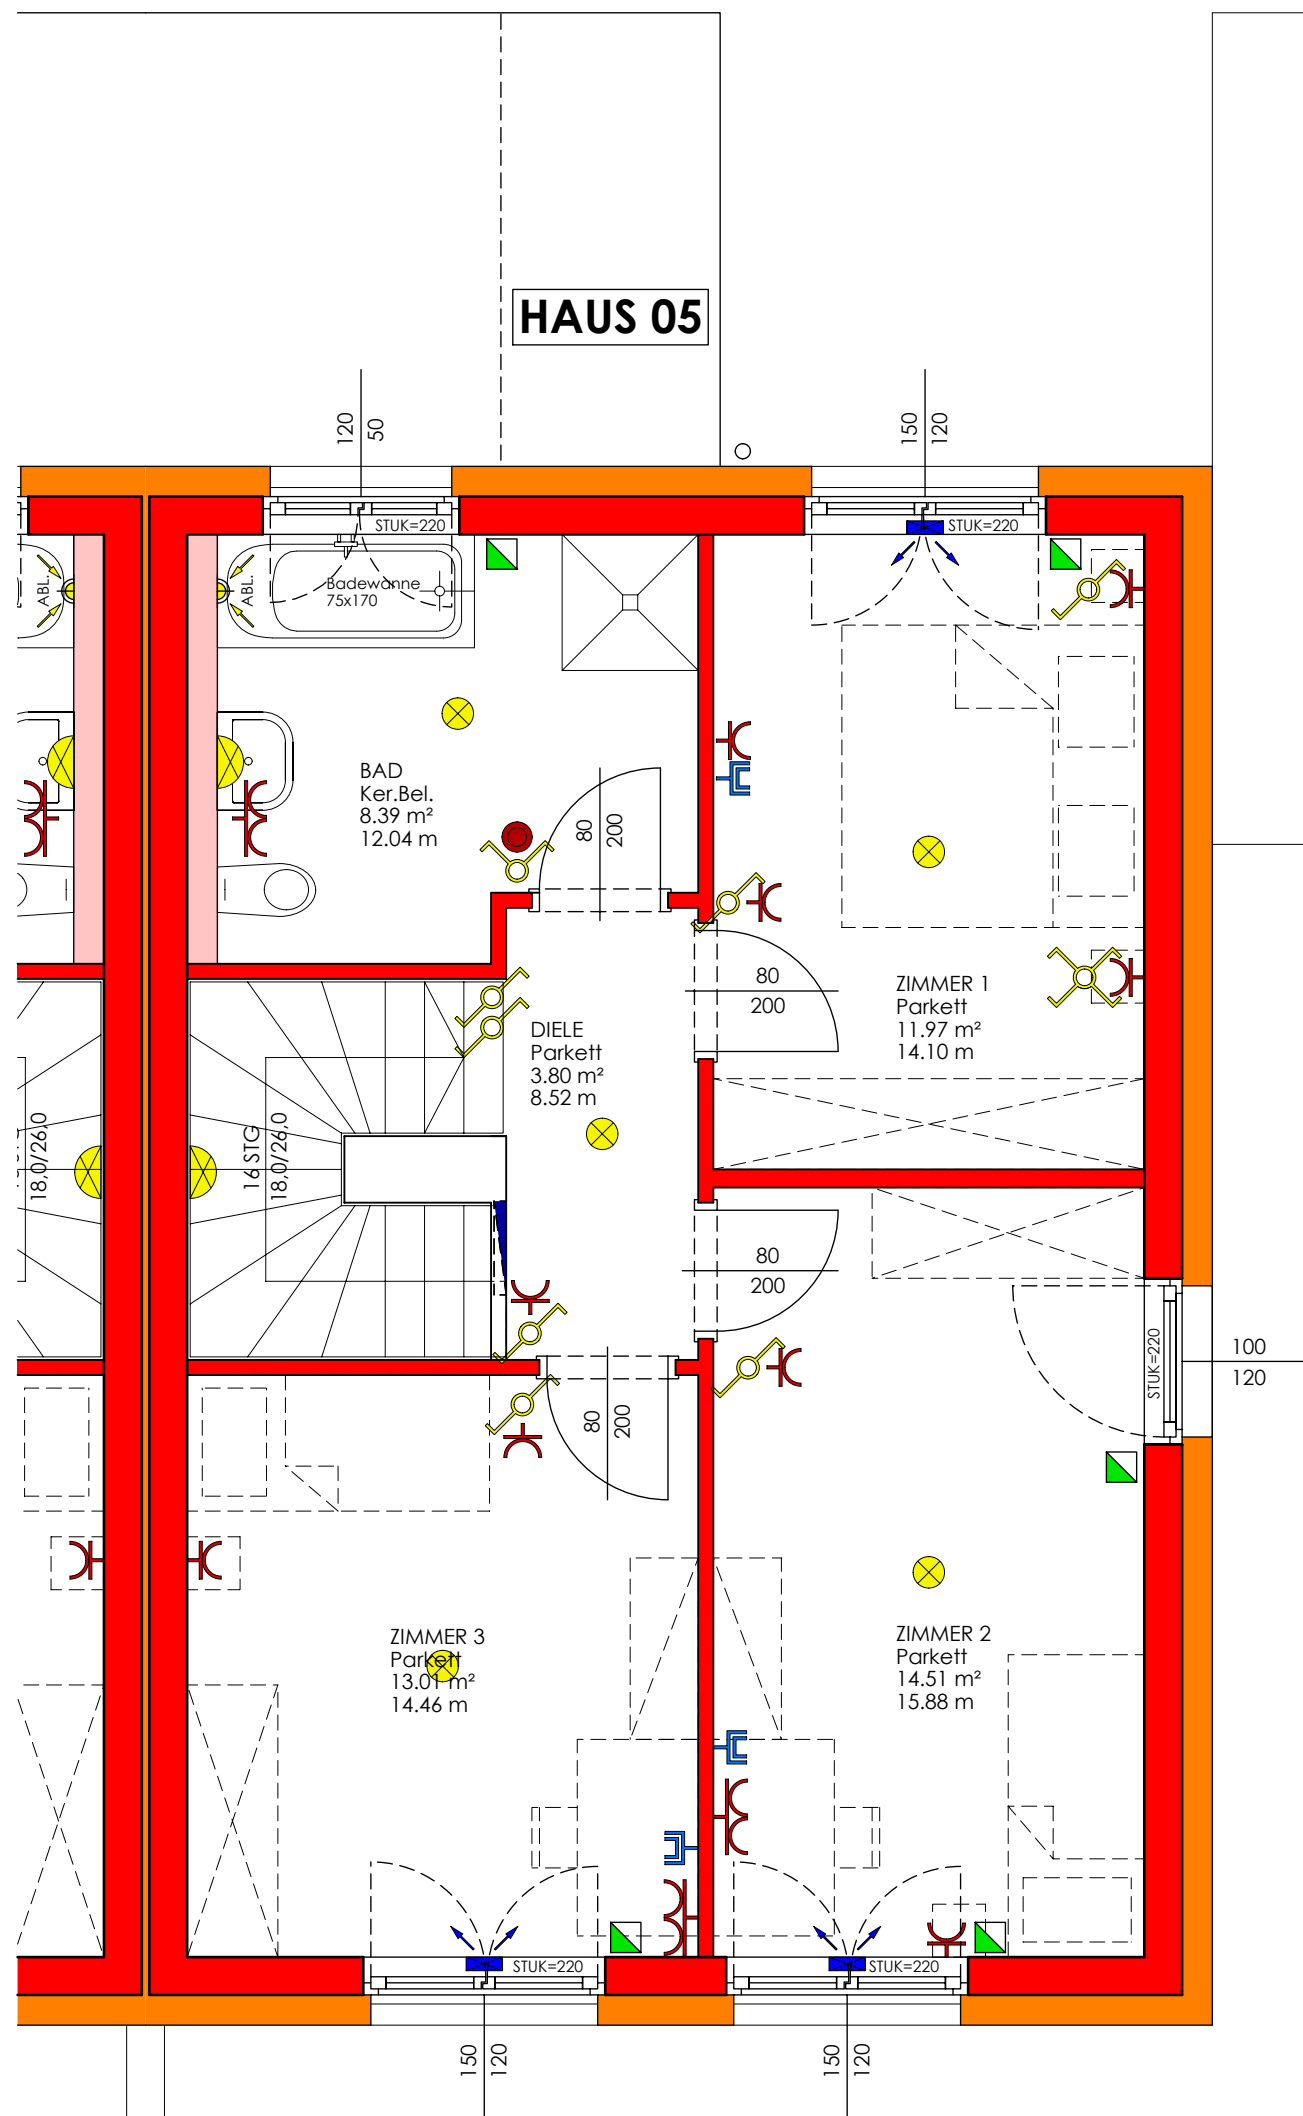 HAUS 05
120
50
150
120
STUK=220
STUK=220
ABL.
ABL.
Badewanne
75x170
BAD
Ker.Bel.
8.39 m²
12.04 m
80
200
80
200
ZIMMER 1
Parkett
11.97 m²
14.10 m
DIELE
Parkett
3.80 m²
8.52 m
18,0/26,0
16 STG
18,0/26,0
80
200
STUK=220
100
120
80
200
ZIMMER 3
Parkett
13.01 m²
14.46 m
ZIMMER 2
Parkett
14.51 m²
15.88 m
STUK=220
STUK=220
150
120
150
120